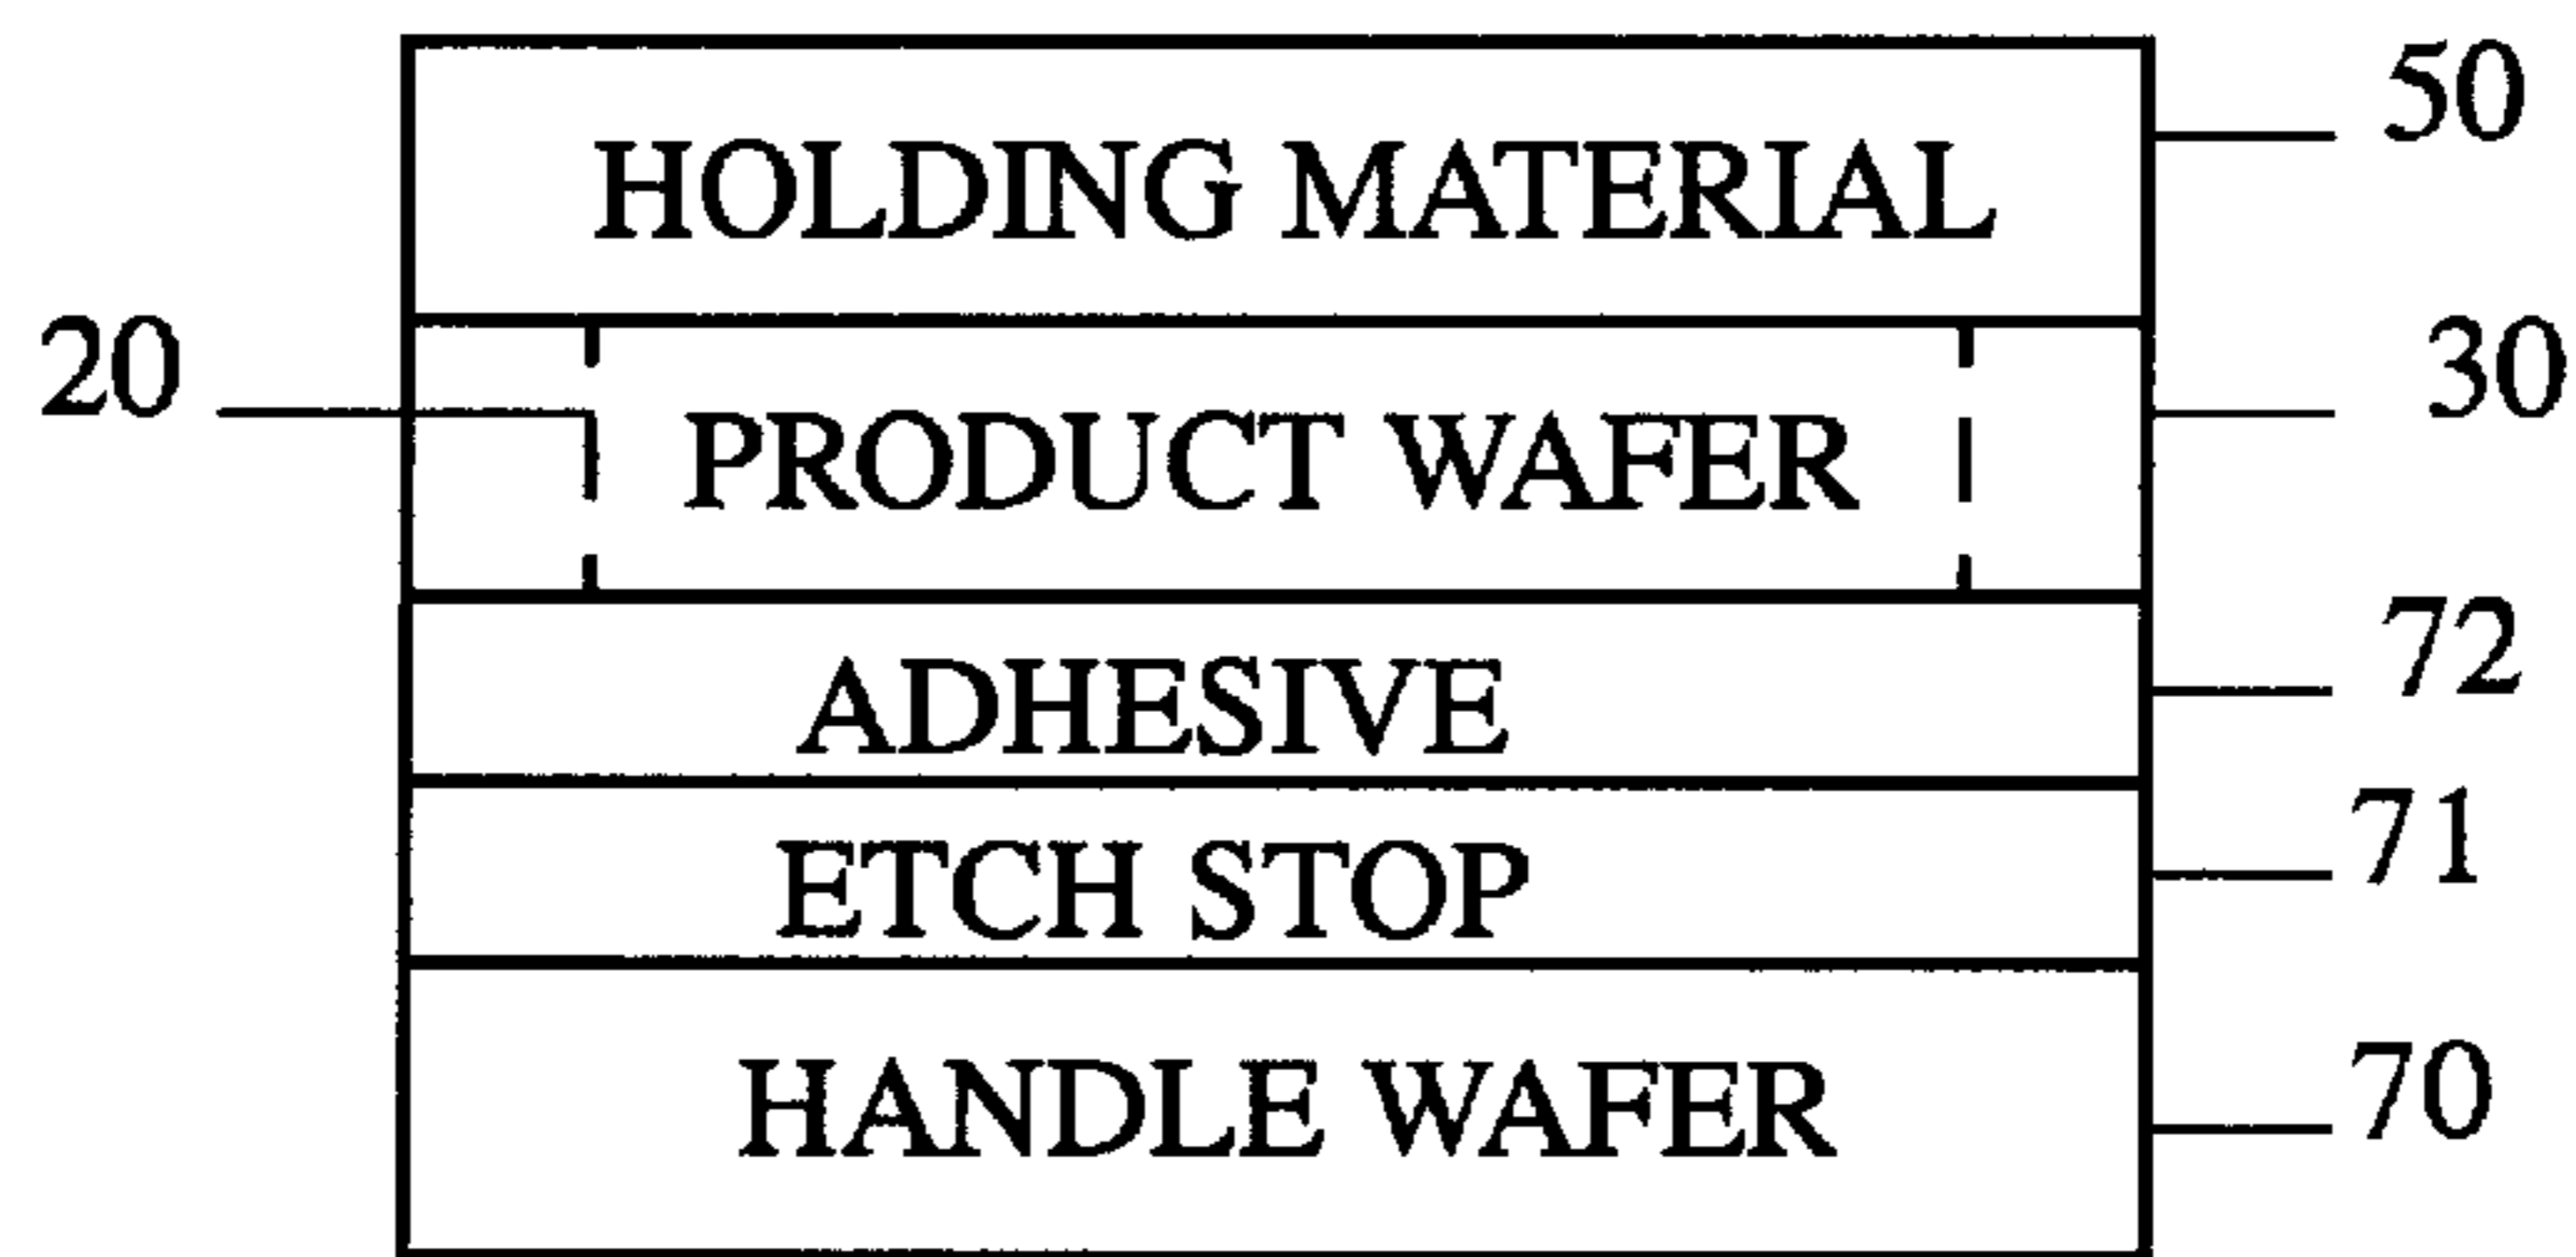 HOLDING MATERIAL 50
20 PRODUCT WAFER 30
ADHESIVE 72
ETCH STOP 71
HANDLE WAFER 70